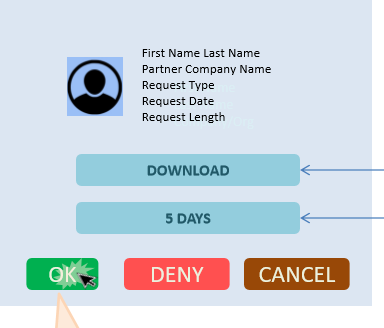 First Name Last Name
Partner Company Name
Request Type
Request Date
Request Length
DOWNLOAD
5 DAYS
OK
DENY
CANCEL